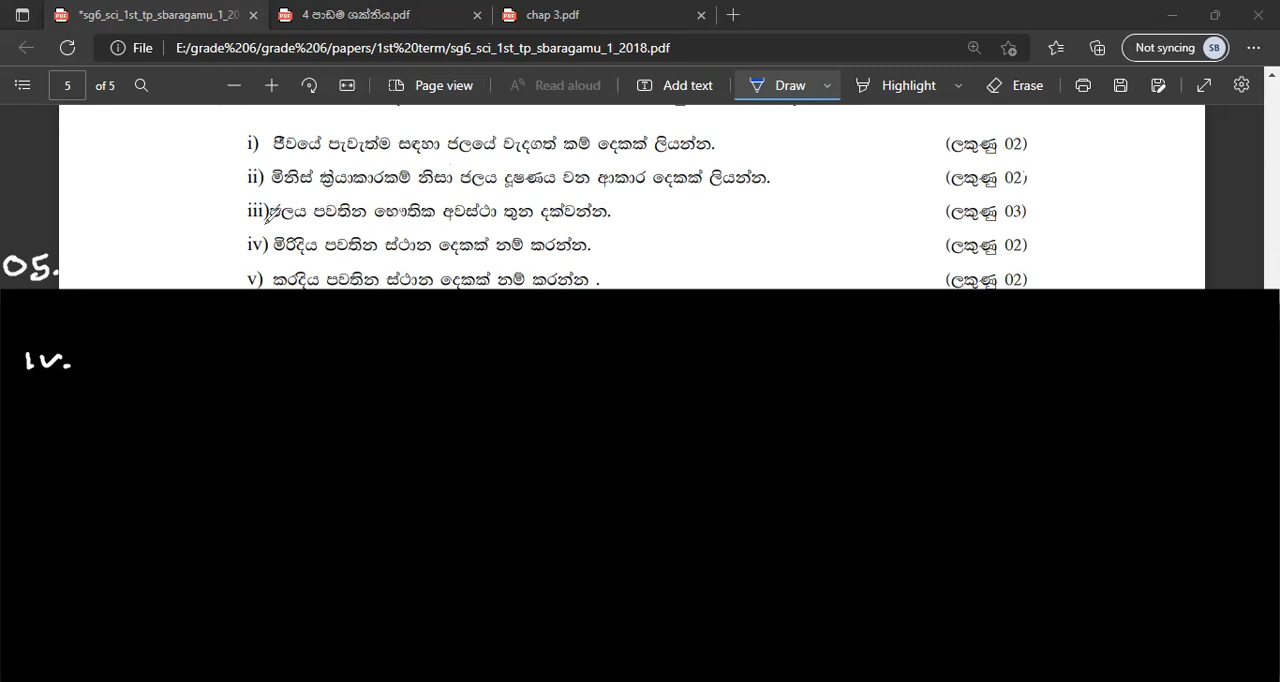 *sg6_sci_1st_tp_sbaragamu_1_20
4 පාඩම ශක්තිය.pdf
chap 3.pdf
File
E:/grade%206/grade%206/papers/1st%20term/sg6_sci_1st_tp_sbaragamu_1_2018.pdf
Not syncing SB
5 of 5
Page view
Read aloud
Add text
Draw
Highlight
Erase
i) ජීවයේ පැවැත්ම සඳහා ජලයේ වැදගත් කම් දෙකක් ලියන්න. (ලකුණු 02)
ii) මිනිස් ක්‍රියාකාරකම් නිසා ජලය දූෂණය වන ආකාර දෙකක් ලියන්න. (ලකුණු 02)
iii)ජලය පවතින භෞතික අවස්ථා තුන දක්වන්න. (ලකුණු 03)
iv) මිරිදිය පවතින ස්ථාන දෙකක් නම් කරන්න. (ලකුණු 02)
05.
v) කරදිය පවතින ස්ථාන දෙකක් නම් කරන්න . (ලකුණු 02)
iv.